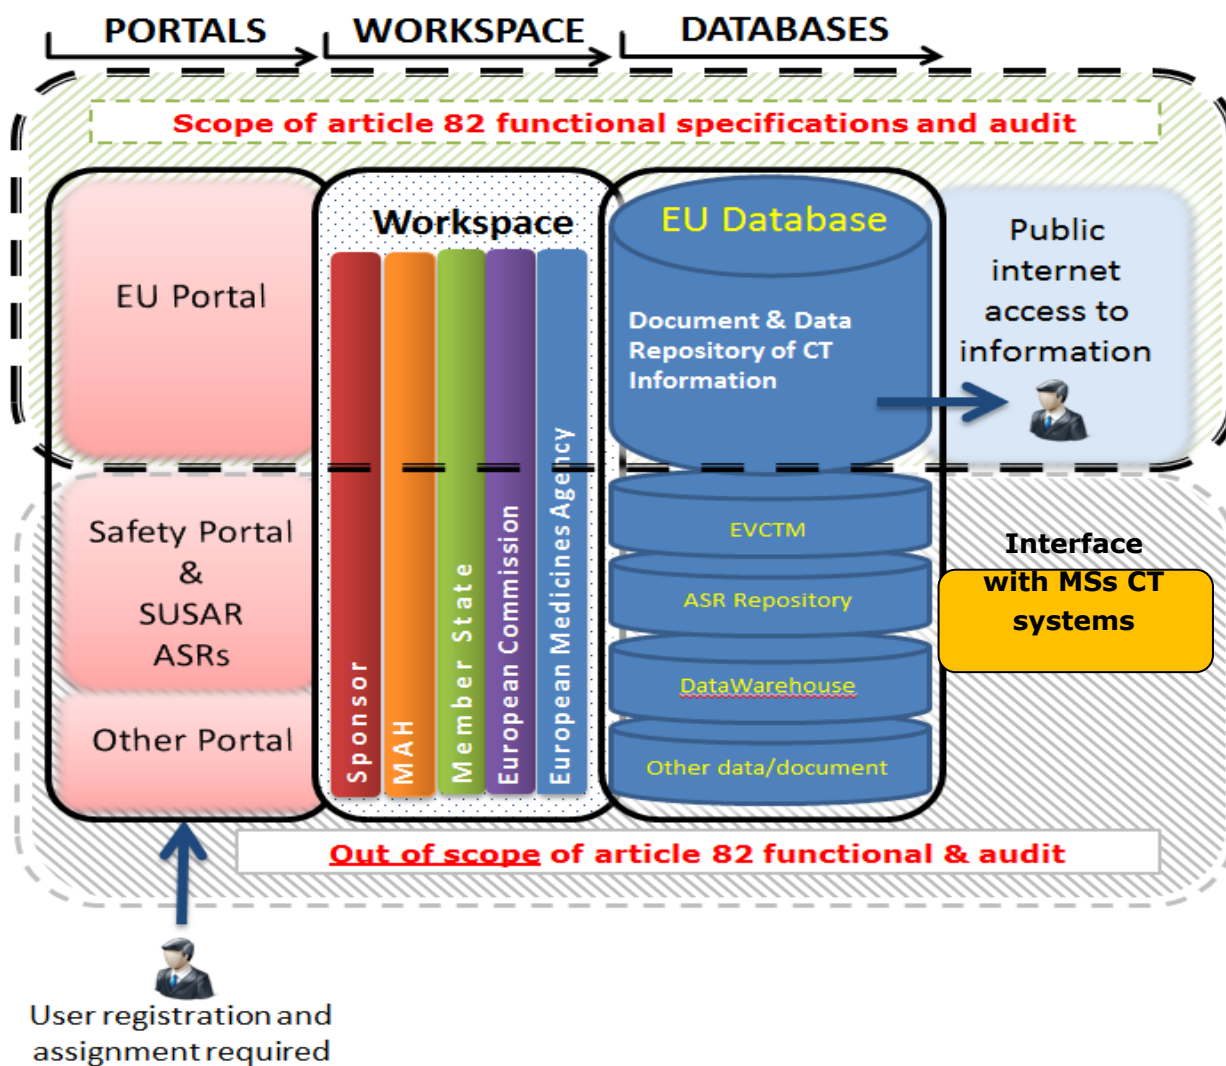 PORTALS
WORKSPACE
DATABASES
Scope of article 82 functional specifications and audit
EU Portal
Safety Portal
&
SUSAR
ASRs
Other Portal
Workspace
Sponsor
MAH
Member State
European Commission
European Medicines Agency
EU Database
Document & Data
Repository of CT
Information
EVCTM
ASR Repository
DataWarehouse
Other data/document
Public
internet
access to
information
Interface
with MSs CT
systems
Out of scope of article 82 functional & audit
User registration and
assignment required